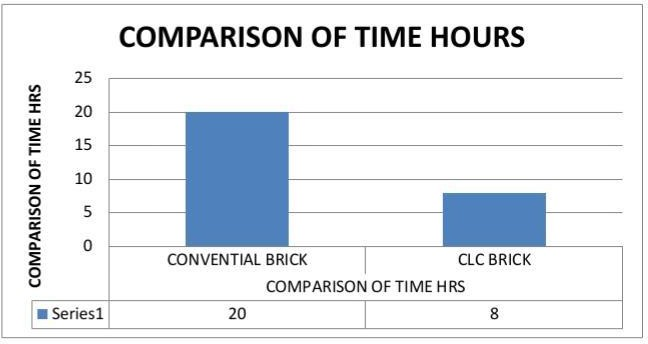 COMPARISON OF TIME HOURS
COMPARISON OF TIME HRS
25
20
15
10
5
0
CONVENTIAL BRICK CLC BRICK
COMPARISON OF TIME HRS
Series1 20 8